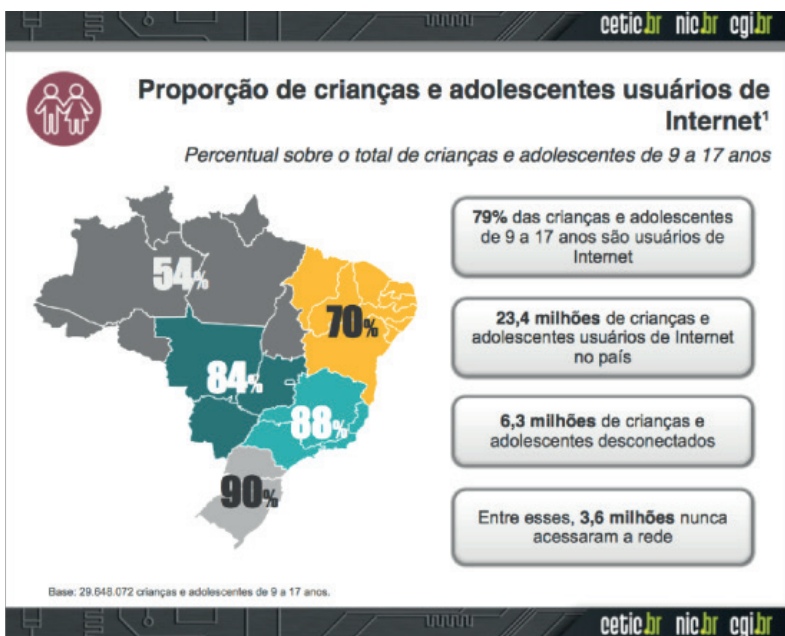 cetic.br nic.br cgi.br
Proporção de crianças e adolescentes usuários de
Internet¹
Percentual sobre o total de crianças e adolescentes de 9 a 17 anos
54%
70%
84%
88%
90%
79% das crianças e adolescentes
de 9 a 17 anos são usuários de
Internet
23,4 milhões de crianças e
adolescentes usuários de Internet
no país
6,3 milhões de crianças e
adolescentes desconectados
Entre esses, 3,6 milhões nunca
acessaram a rede
Base: 29.648.072 crianças e adolescentes de 9 a 17 anos.
cetic.br nic.br cgi.br